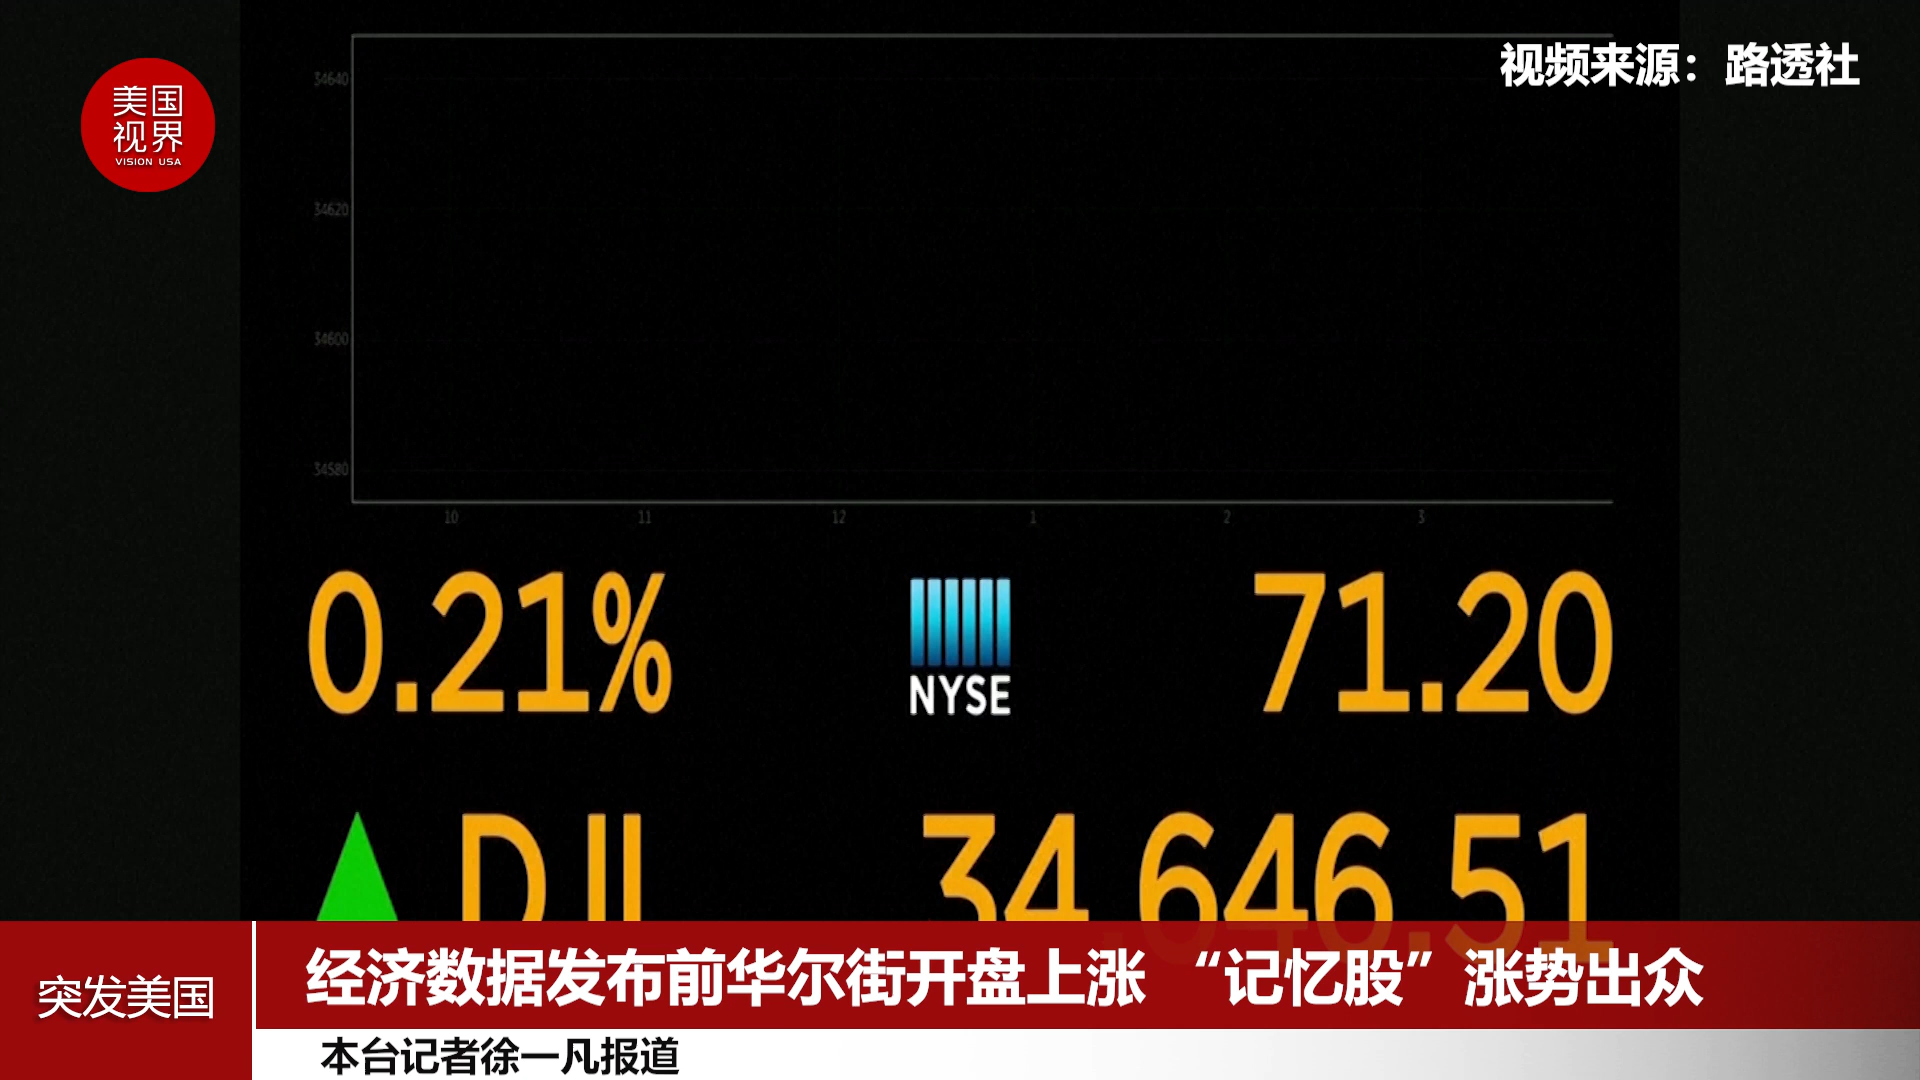 视频来源：路透社
美国
视界
VISION USA
34640
34620
34600
34580
10 11 12 1 2 3
0.21% NYSE 71.20
DJI 34,646.51
突发美国
经济数据发布前华尔街开盘上涨 “记忆股”涨势出众
本台记者徐一凡报道